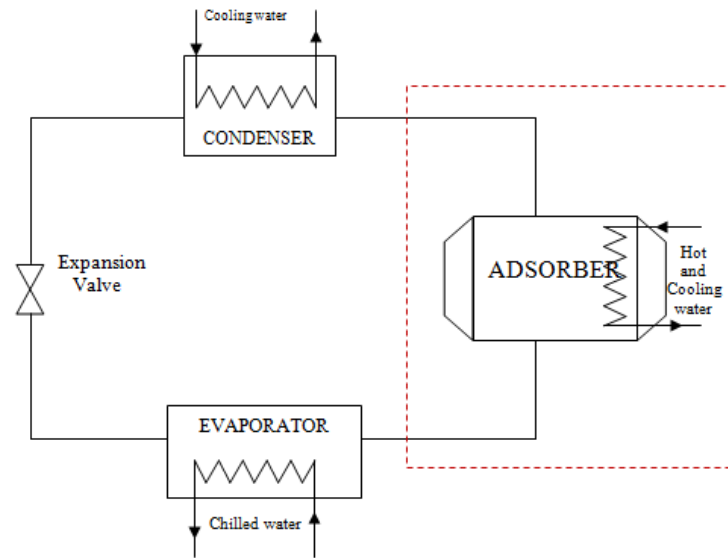 Cooling water
CONDENSER
Expansion
Valve
ADSORBER
Hot
and
Cooling
water
EVAPORATOR
Chilled water